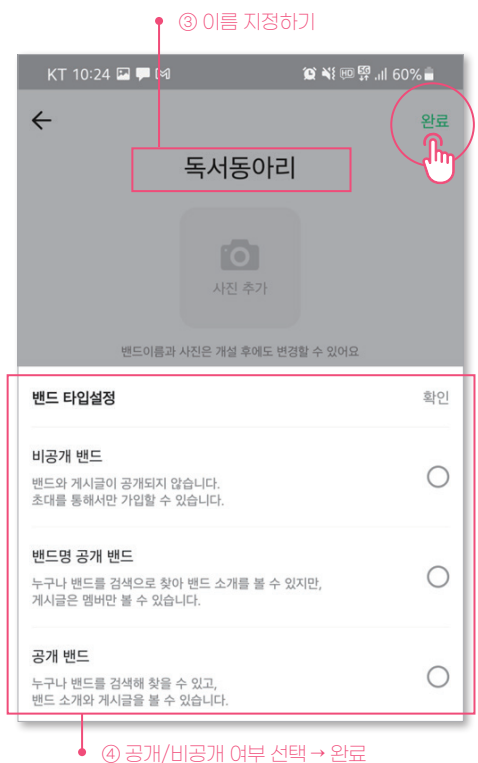 ③ 이름 지정하기
KT 10:24 HD 5G 60%
완료
독서동아리
사진 추가
밴드이름과 사진은 개설 후에도 변경할 수 있어요
밴드 타입설정 확인
비공개 밴드
밴드와 게시글이 공개되지 않습니다.
초대를 통해서만 가입할 수 있습니다.
밴드명 공개 밴드
누구나 밴드를 검색으로 찾아 밴드 소개를 볼 수 있지만,
게시글은 멤버만 볼 수 있습니다.
공개 밴드
누구나 밴드를 검색해 찾을 수 있고,
밴드 소개와 게시글을 볼 수 있습니다.
④ 공개/비공개 여부 선택 → 완료